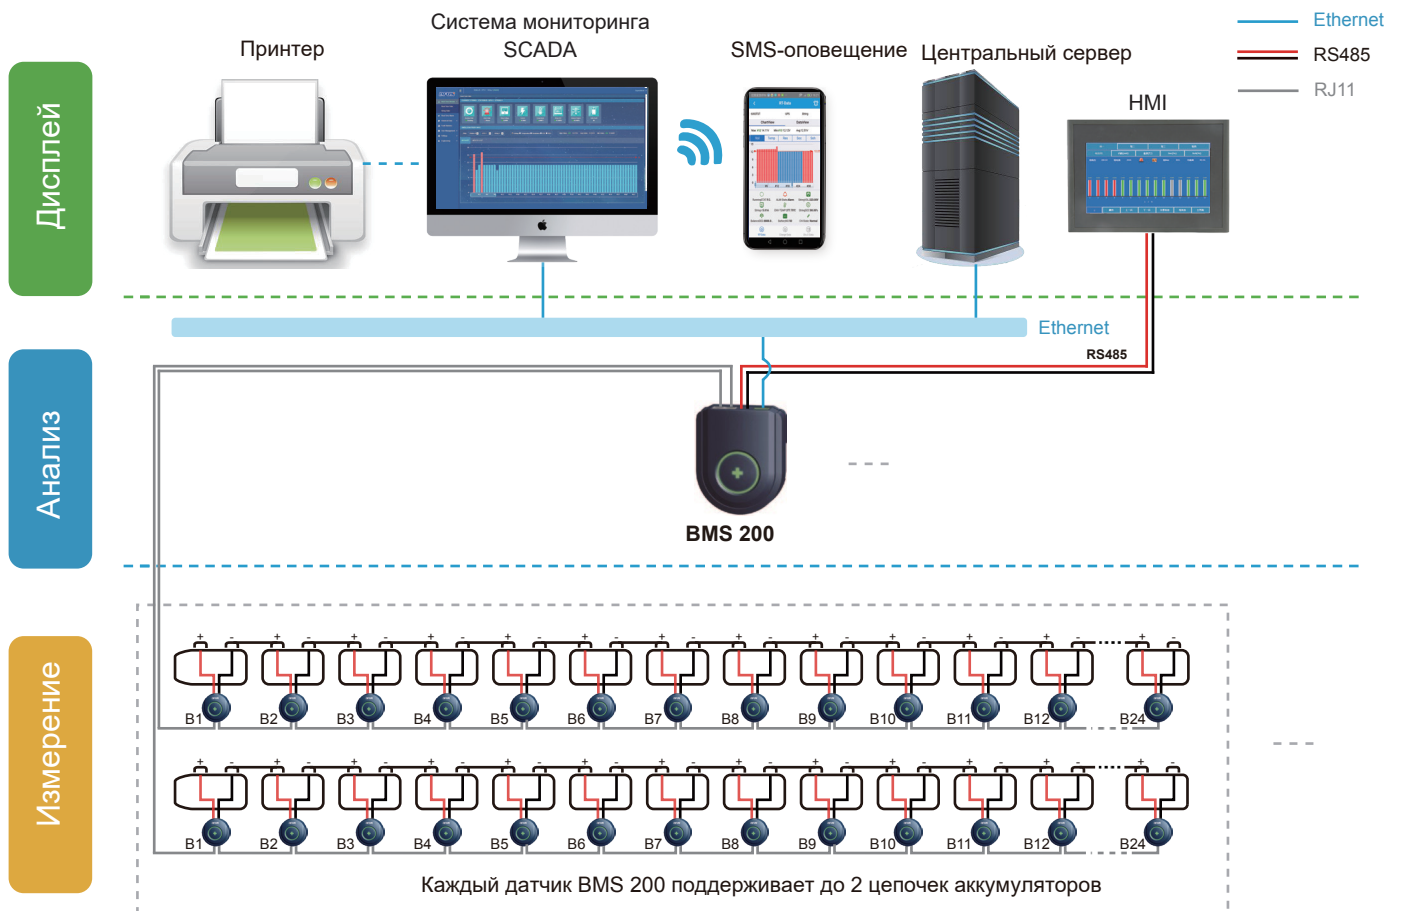 Система мониторинга
SCADA
Принтер
SMS-оповещение
Центральный сервер
HMI
Ethernet
RS485
RJ11
Дисплей
Ethernet
RS485
Анализ
BMS 200
Измерение
+ - + - + - + - + - + - + - + - + - + - + - + - + -
B1 B2 B3 B4 B5 B6 B7 B8 B9 B10 B11 B12 B24
+ - + - + - + - + - + - + - + - + - + - + - + - + -
B1 B2 B3 B4 B5 B6 B7 B8 B9 B10 B11 B12 B24
Каждый датчик BMS 200 поддерживает до 2 цепочек аккумуляторов